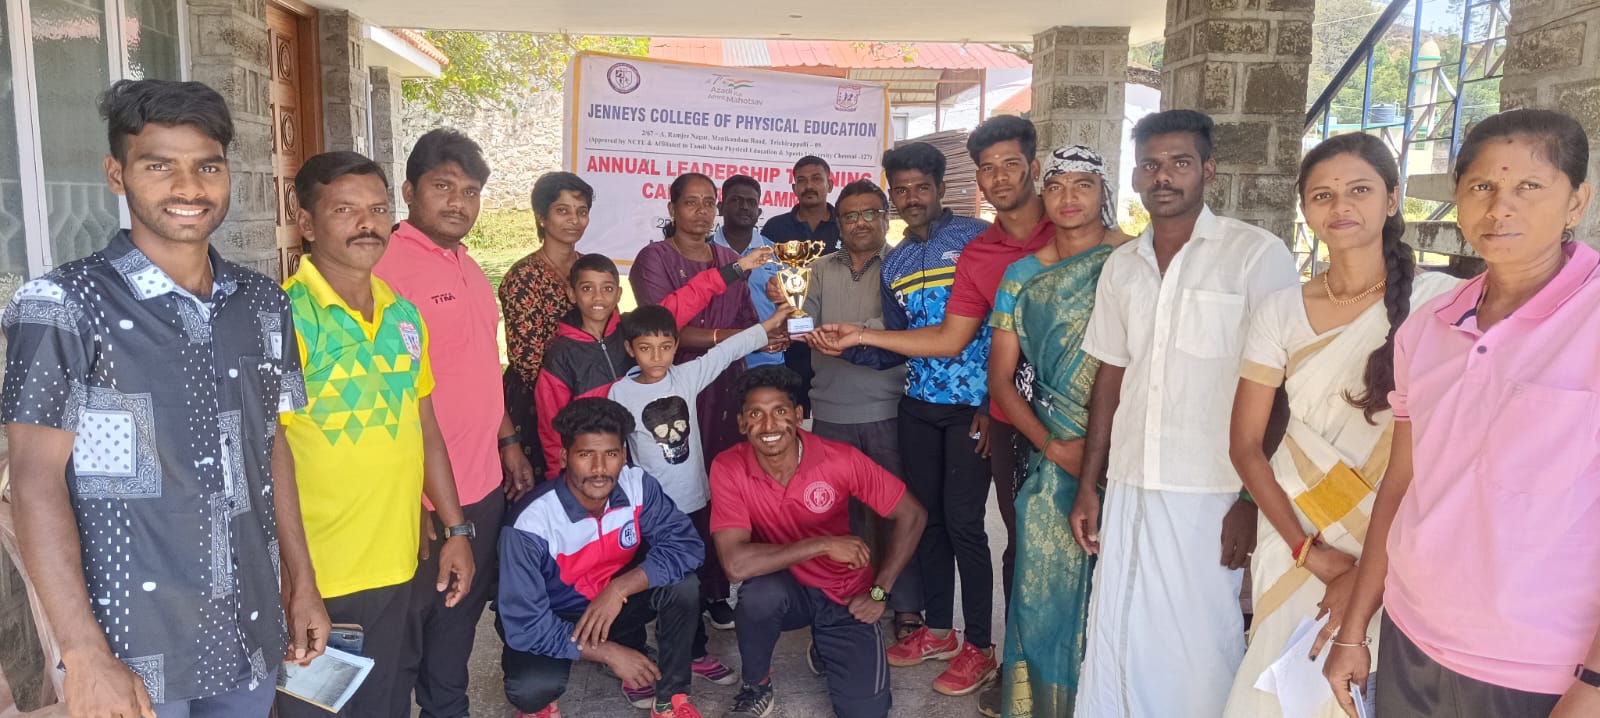 Azadi Ka
Amrit Mahotsav
JENNEYS COLLEGE OF PHYSICAL EDUCATION
2/67 - A, Ramjee Nagar, Manikandam Road, Trichirappalli - 09.
(Approved by NCTE & Affiliated to Tamil Nadu Physical Education & Sports University Chennai -127)
ANNUAL LEADERSHIP TRAINING
TTKA